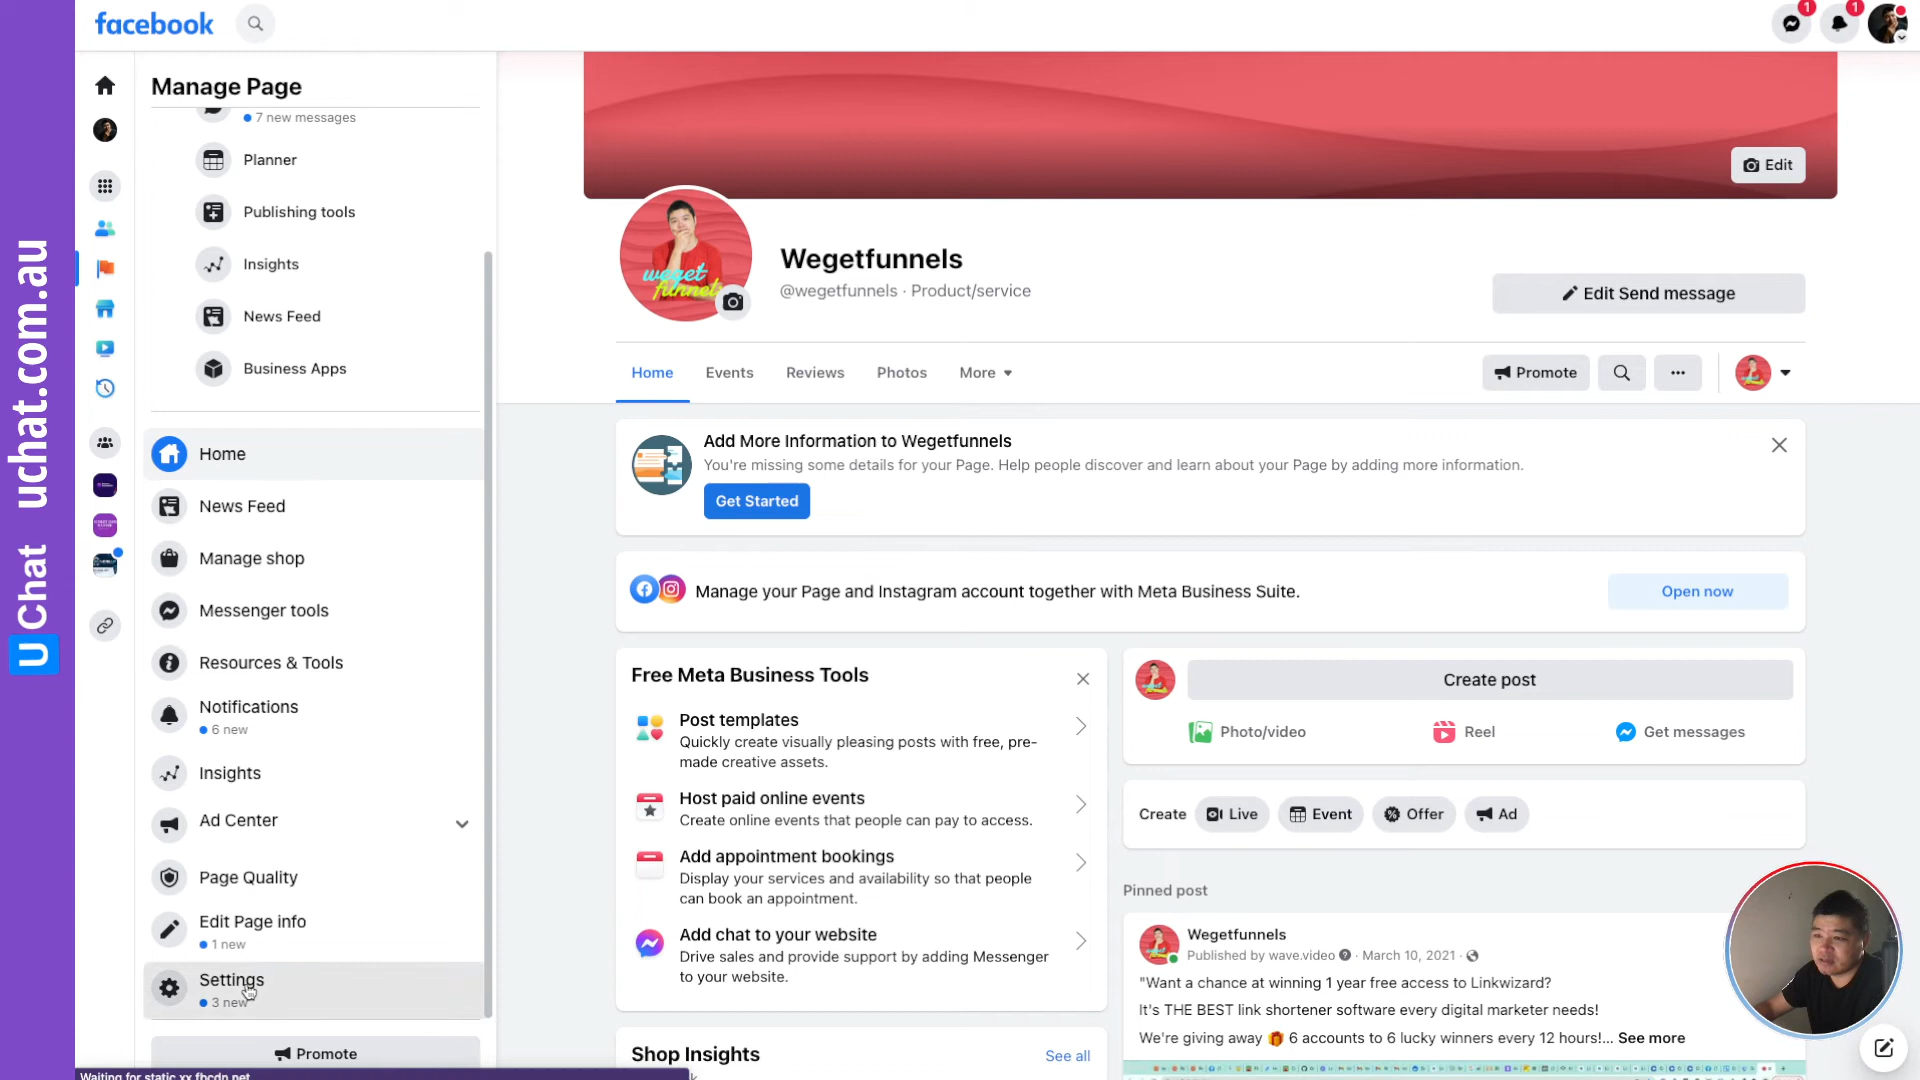 facebook
1
1
uchat.com.au
UChat
U
Manage Page
7 new messages
Planner
Publishing tools
Insights
News Feed
Business Apps
Home
News Feed
Manage shop
Messenger tools
Resources & Tools
Notifications
6 new
Insights
Ad Center
Page Quality
Edit Page info
1 new
Settings
3 new
Promote
Waiting for static.xx.fbcdn.net
Edit
weget
funnel
Wegetfunnels
@wegetfunnels · Product/service
Edit Send message
Home
Events
Reviews
Photos
More
Promote
Add More Information to Wegetfunnels
You're missing some details for your Page. Help people discover and learn about your Page by adding more information.
Get Started
Manage your Page and Instagram account together with Meta Business Suite.
Open now
Free Meta Business Tools
Post templates
Quickly create visually pleasing posts with free, pre-
made creative assets.
Host paid online events
Create online events that people can pay to access.
Add appointment bookings
Display your services and availability so that people
can book an appointment.
Add chat to your website
Drive sales and provide support by adding Messenger
to your website.
Shop Insights
See all
Create post
Photo/video
Reel
Get messages
Create
Live
Event
Offer
Ad
Pinned post
Wegetfunnels
Published by wave.video · March 10, 2021 ·
"Want a chance at winning 1 year free access to Linkwizard?
It's THE BEST link shortener software every digital marketer needs!
We're giving away 🎁 6 accounts to 6 lucky winners every 12 hours!... See more